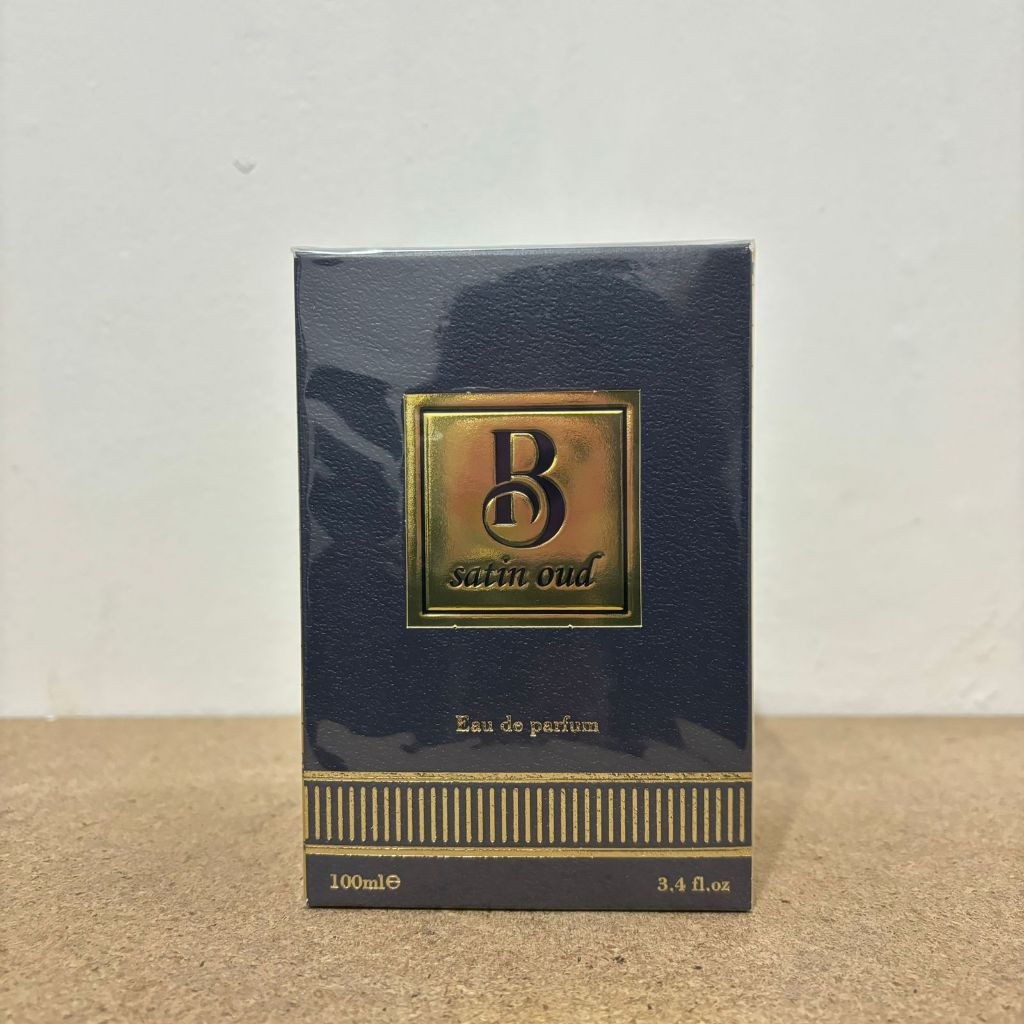 B
satin oud
Eau de parfum
100ml℮
3.4 fl.oz